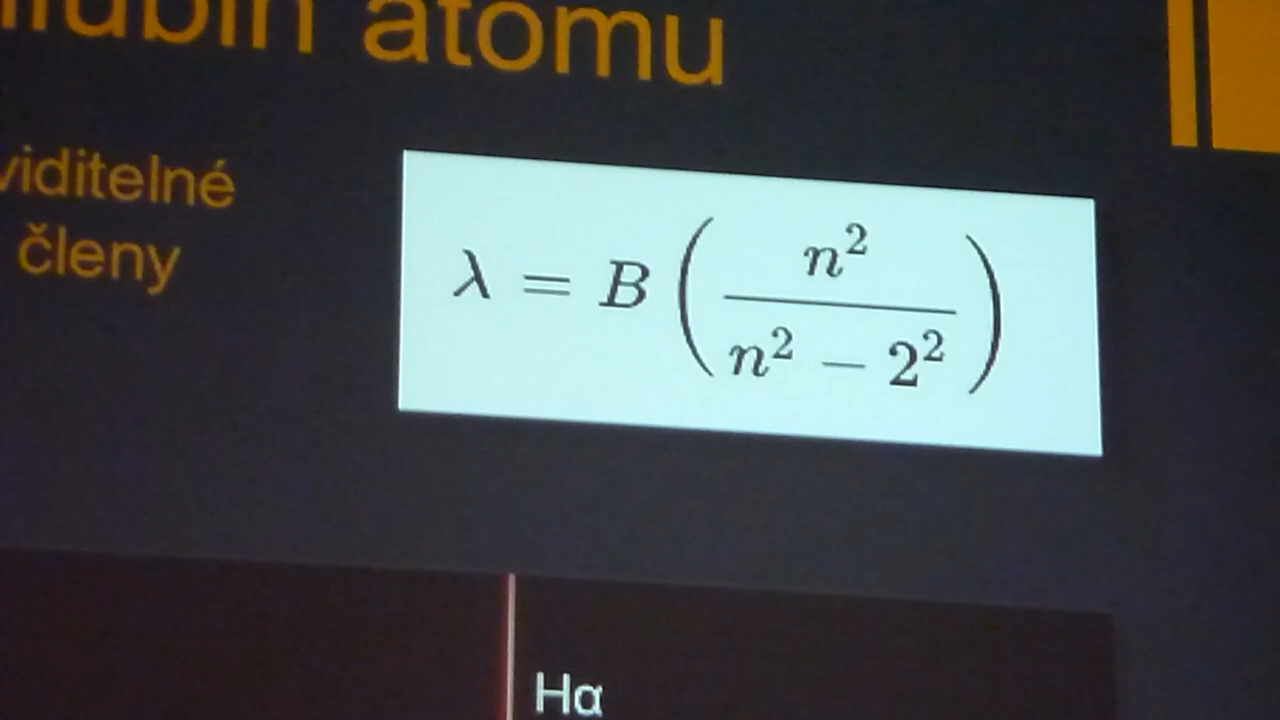 atomu
viditelné
členy
λ = B ( n² / n² − 2² )
Hα